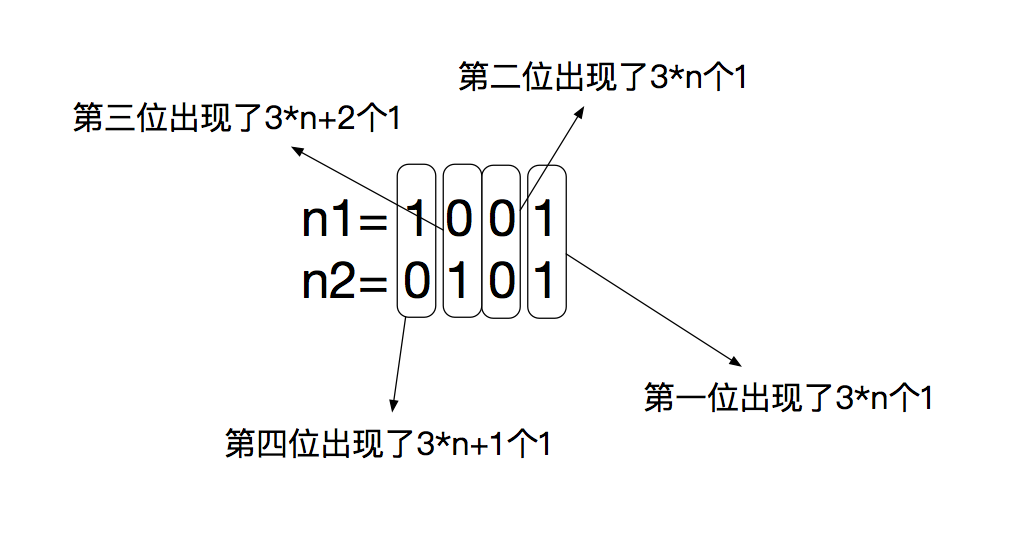 第二位出现了3*n个1
第三位出现了3*n+2个1
n1= 1 0 0 1
n2= 0 1 0 1
第一位出现了3*n个1
第四位出现了3*n+1个1